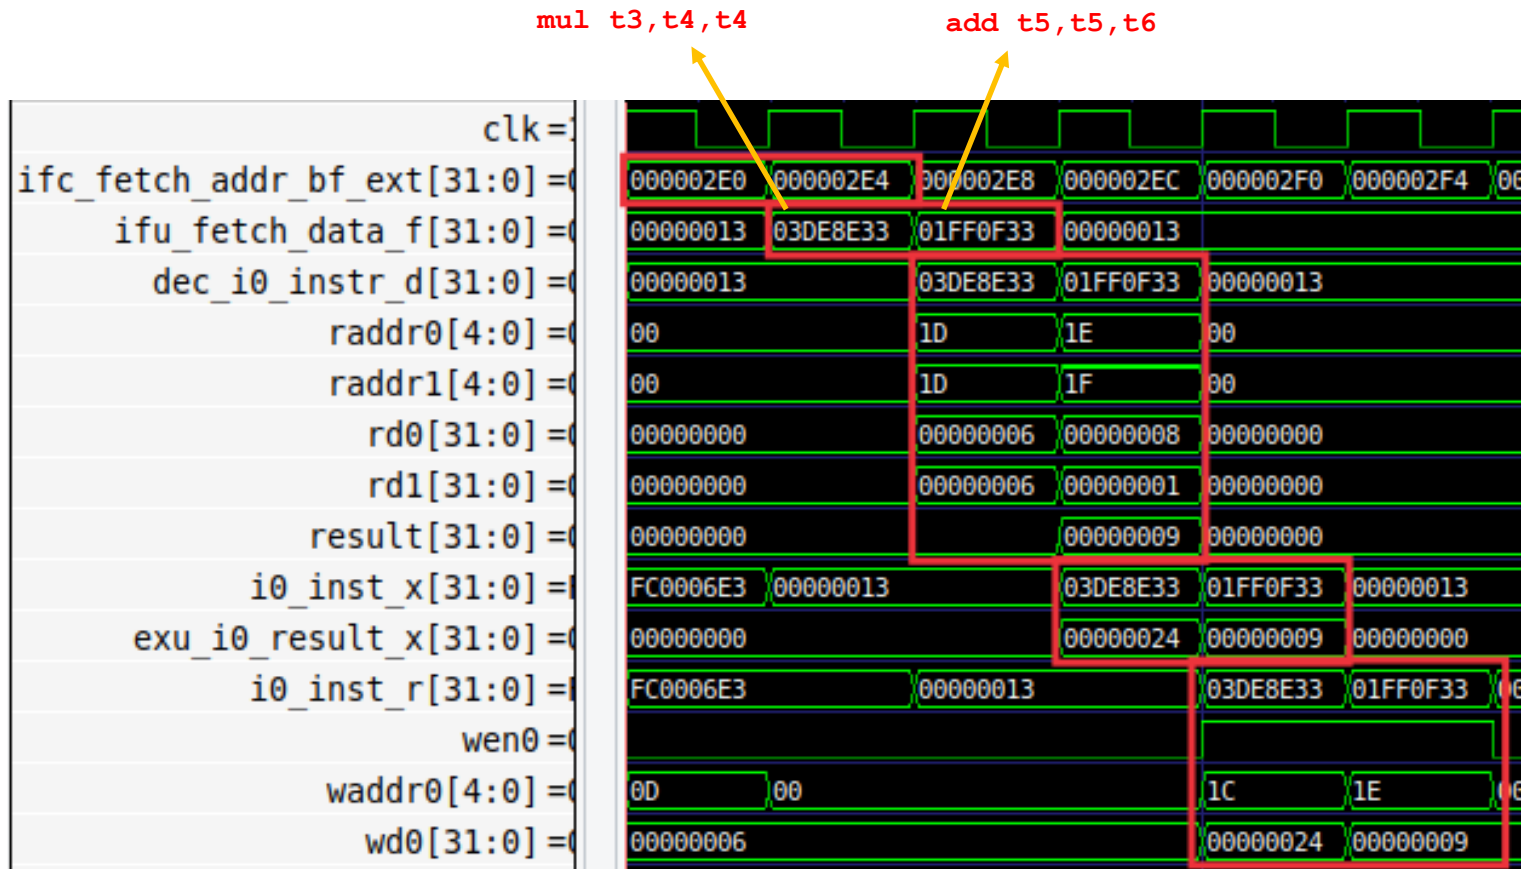 mul t3,t4,t4 add t5,t5,t6
clk =
ifc_fetch_addr_bf_ext[31:0] = 000002E0 000002E4 000002E8 000002EC 000002F0 000002F4
ifu_fetch_data_f[31:0] = 00000013 03DE8E33 01FF0F33 00000013
dec_i0_instr_d[31:0] = 00000013 03DE8E33 01FF0F33 00000013
raddr0[4:0] = 00 1D 1E 00
raddr1[4:0] = 00 1D 1F 00
rd0[31:0] = 00000000 00000006 00000008 00000000
rd1[31:0] = 00000000 00000006 00000001 00000000
result[31:0] = 00000000 00000009 00000000
i0_inst_x[31:0] = FC0006E3 00000013 03DE8E33 01FF0F33 00000013
exu_i0_result_x[31:0] = 00000000 00000024 00000009 00000000
i0_inst_r[31:0] = FC0006E3 00000013 03DE8E33 01FF0F33
wen0 =
waddr0[4:0] = 0D 00 1C 1E
wd0[31:0] = 00000006 00000024 00000009